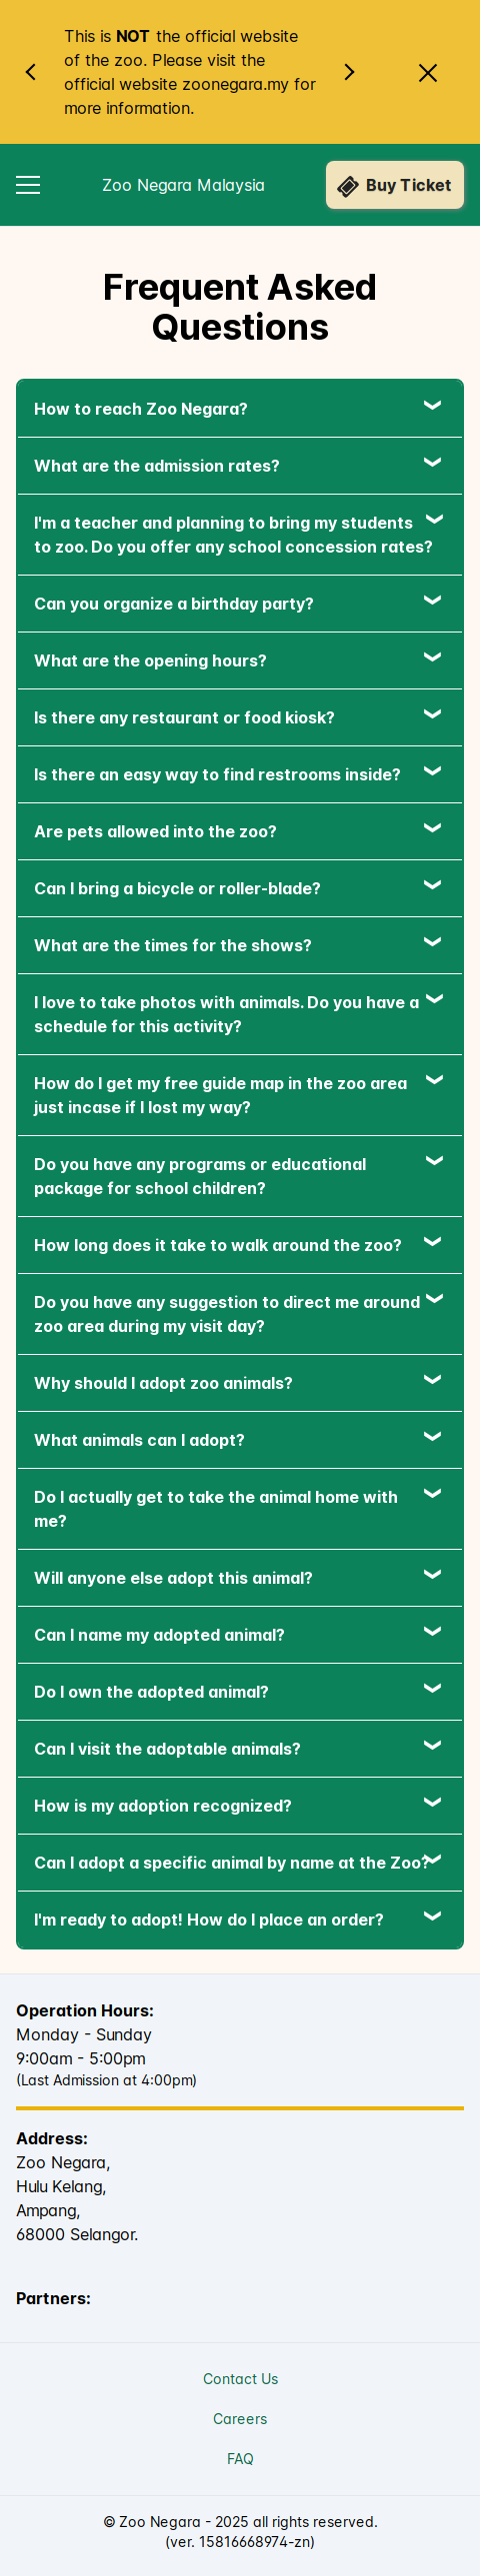 This is NOT the official website
of the zoo. Please visit the
official website zoonegara.my for
more information.
Zoo Negara Malaysia
Buy Ticket
Frequent Asked
Questions
How to reach Zoo Negara?
What are the admission rates?
I'm a teacher and planning to bring my students
to zoo. Do you offer any school concession rates?
Can you organize a birthday party?
What are the opening hours?
Is there any restaurant or food kiosk?
Is there an easy way to find restrooms inside?
Are pets allowed into the zoo?
Can I bring a bicycle or roller-blade?
What are the times for the shows?
I love to take photos with animals. Do you have a
schedule for this activity?
How do I get my free guide map in the zoo area
just incase if I lost my way?
Do you have any programs or educational
package for school children?
How long does it take to walk around the zoo?
Do you have any suggestion to direct me around
zoo area during my visit day?
Why should I adopt zoo animals?
What animals can I adopt?
Do I actually get to take the animal home with
me?
Will anyone else adopt this animal?
Can I name my adopted animal?
Do I own the adopted animal?
Can I visit the adoptable animals?
How is my adoption recognized?
Can I adopt a specific animal by name at the Zoo?
I'm ready to adopt! How do I place an order?
Operation Hours:
Monday - Sunday
9:00am - 5:00pm
(Last Admission at 4:00pm)
Address:
Zoo Negara,
Hulu Kelang,
Ampang,
68000 Selangor.
Partners:
Contact Us
Careers
FAQ
© Zoo Negara - 2025 all rights reserved.
(ver. 15816668974-zn)